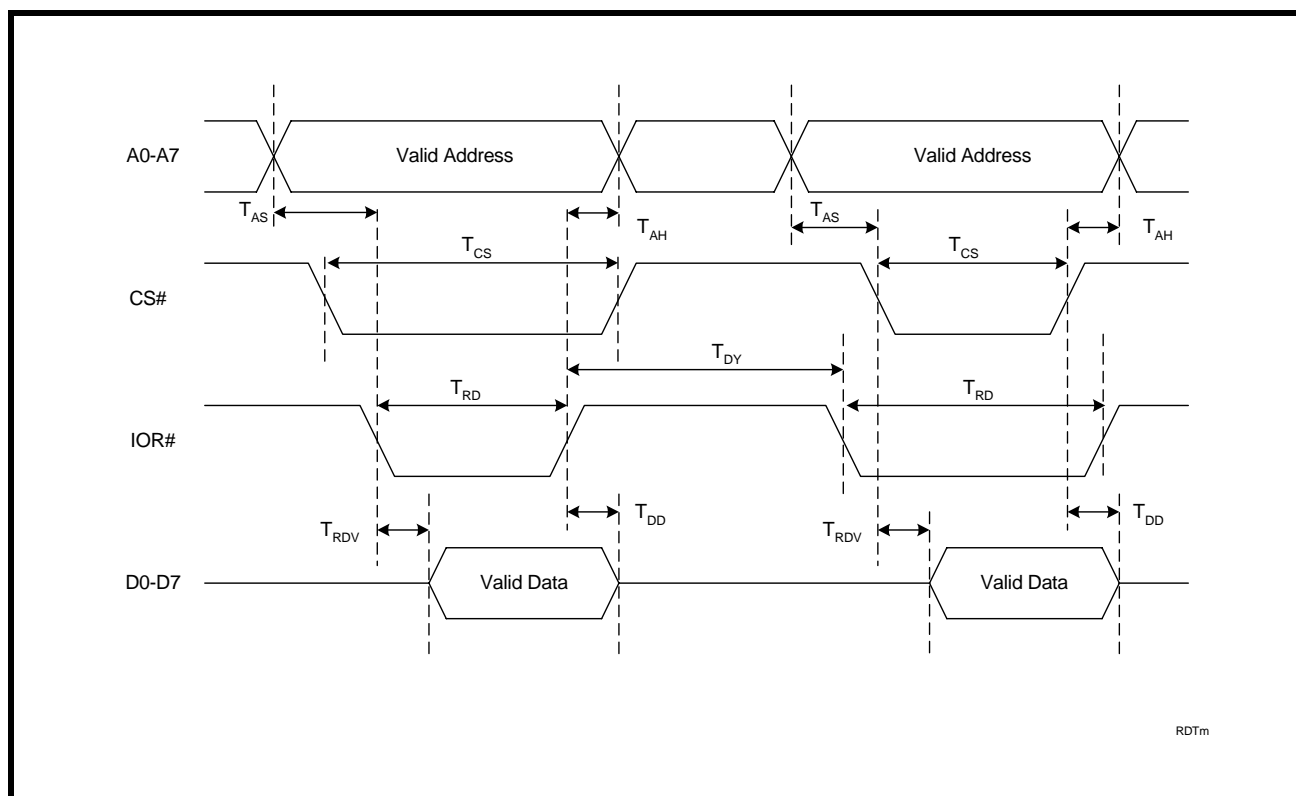 A0-A7
Valid Address
Valid Address
TAS
TAH
TAS
TAH
TCS
TCS
CS#
TDY
TRD
TRD
IOR#
TRDV
TDD
TRDV
TDD
D0-D7
Valid Data
Valid Data
RDTm